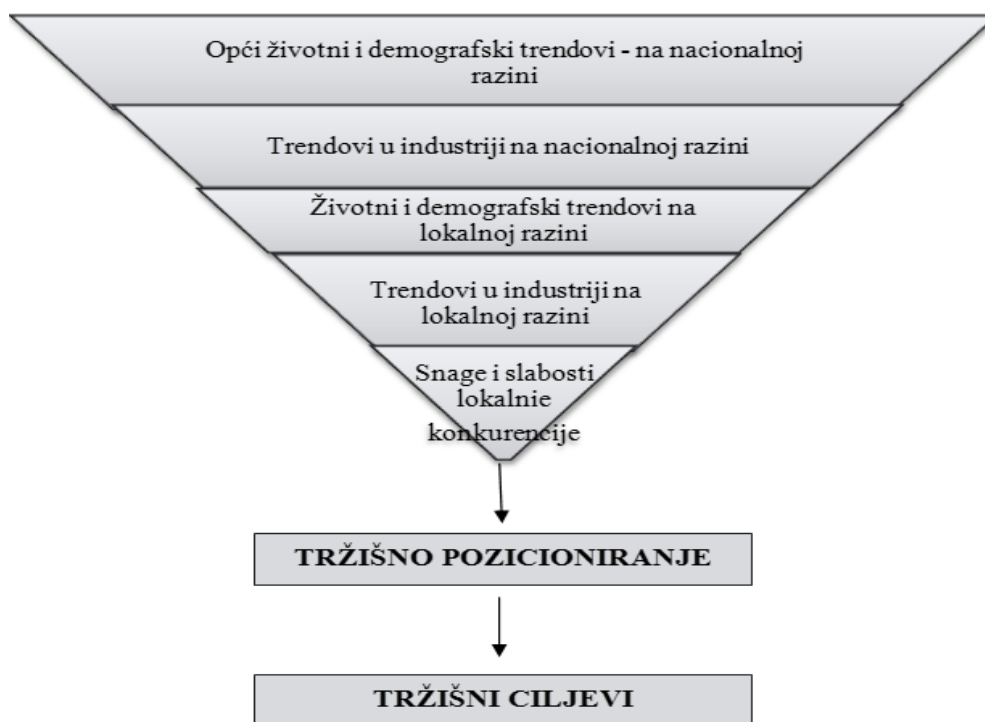 Opći životni i demografski trendovi - na nacionalnoj
razini
Trendovi u industriji na nacionalnoj razini
Životni i demografski trendovi na
lokalnoj razini
Trendovi u industriji na
lokalnoj razini
Snage i slabosti
lokalnie
konkurencije
TRŽIŠNO POZICIONIRANJE
TRŽIŠNI CILJEVI